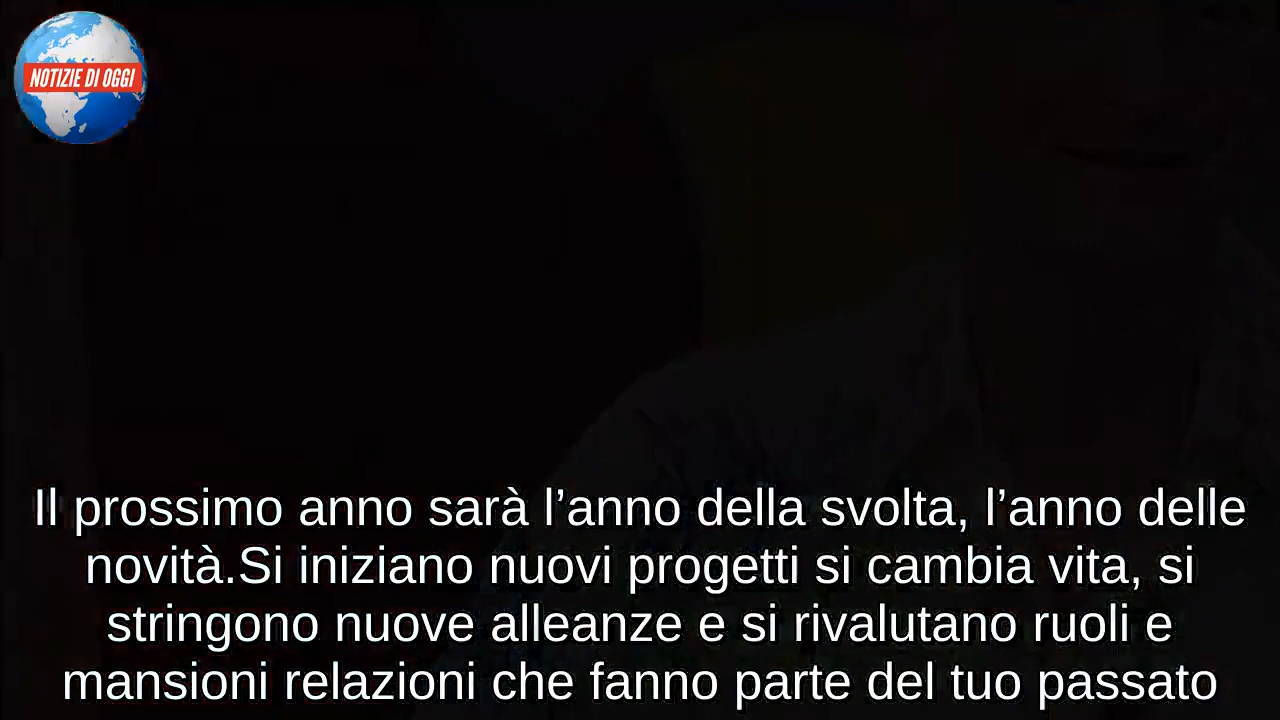 NOTIZIE DI OGGI
Il prossimo anno sarà l’anno della svolta, l’anno delle
novità.Si iniziano nuovi progetti si cambia vita, si
stringono nuove alleanze e si rivalutano ruoli e
mansioni relazioni che fanno parte del tuo passato